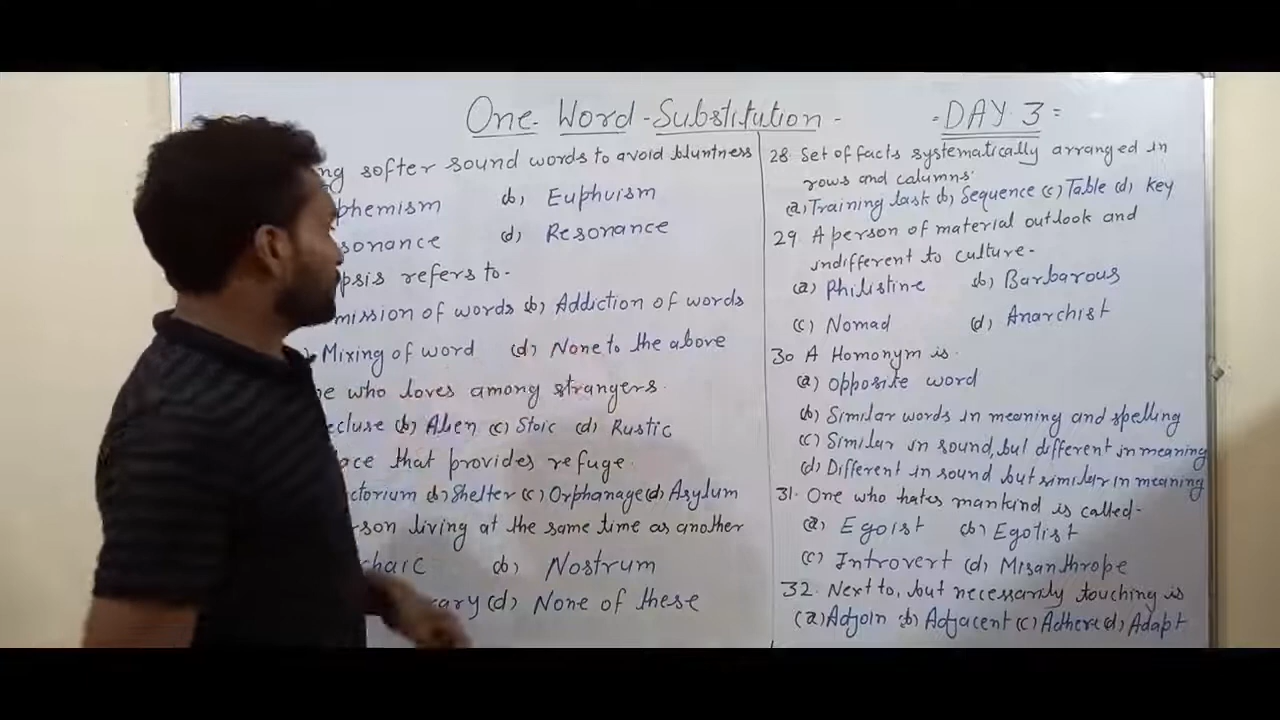 One Word Substitution -
= DAY 3 =
ng softer sound words to avoid bluntness
phemism (b) Euphuism
sonance (d) Resonance
psis refers to -
mission of words (b) Addiction of words
Mixing of word (d) None to the above
e who loves among strangers.
ecluse (b) Alien (c) Stoic (d) Rustic
ace that provides refuge.
ctorium (b) Shelter (c) Orphanage (d) Asylum
rson living at the same time as another
chaic (b) Nostrum
rary (d) None of these
28. Set of facts systematically arranged in
rows and calumns.
(a) Training task (b) Sequence (c) Table (d) key
29. A person of material outlook and
indifferent to culture -
(a) Philistine (b) Barbarous
(c) Nomad (d) Anarchist
30 A Homonym is.
(a) opposite word
(b) Similar words in meaning and spelling
(c) Similar in sound, but different in meaning
(d) Different in sound but similar in meaning
31. One who hates mankind is called -
(a) Egoist (b) Egotist
(c) Introvert (d) Misanthrope
32. Next to, but necessarily touching is
(a) Adjoin (b) Adjacent (c) Adhere (d) Adapt